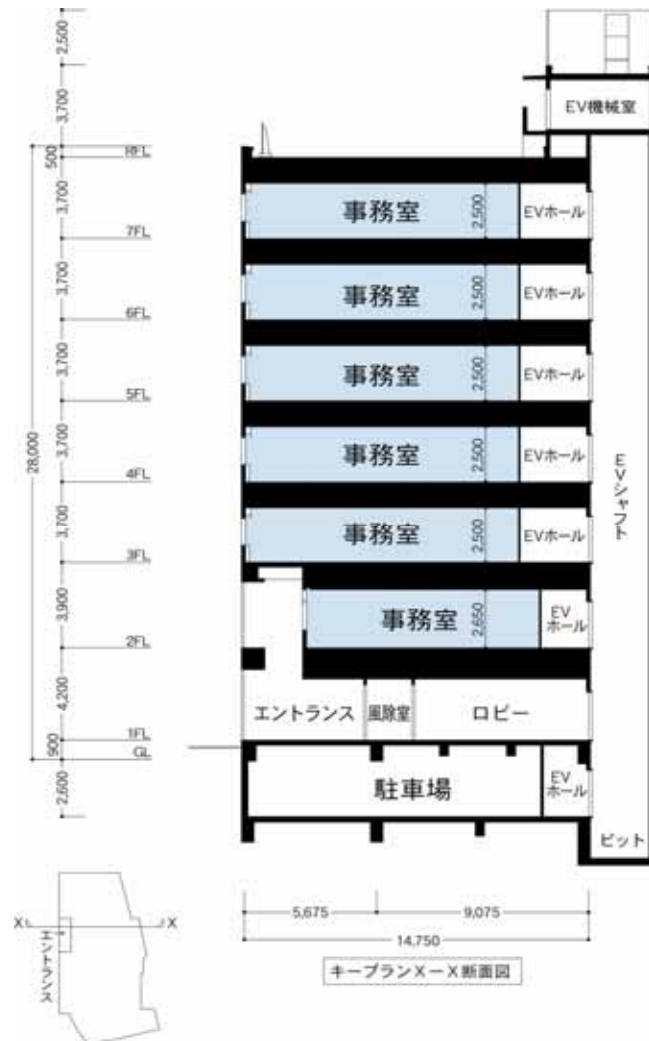 2,500
3,700
EV機械室
500
RFL
3,700
事務室
2,500
EVホール
7FL
3,700
事務室
2,500
EVホール
6FL
3,700
事務室
2,500
EVホール
5FL
3,700
事務室
2,500
EVホール
4FL
28,000
3,700
事務室
2,500
EVホール
EVシャフト
3FL
3,900
事務室
2,650
EV
ホール
2FL
4,200
エントランス
風除室
ロビー
1FL
900
GL
2,600
駐車場
EV
ホール
ピット
X
X
エントランス
5,675
9,075
14,750
キープランX－X断面図